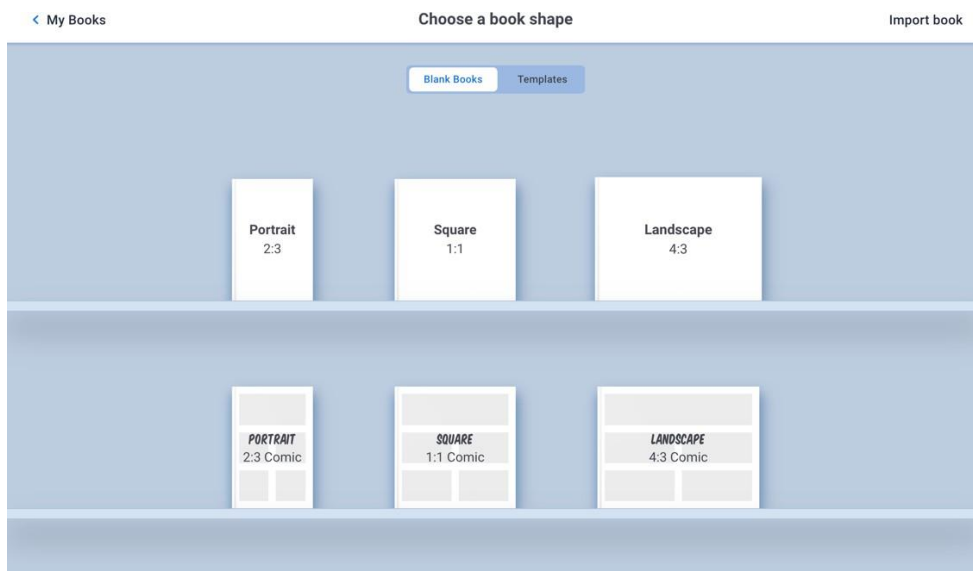 My Books
Choose a book shape
Import book
Blank Books
Templates
Portrait
2:3
Square
1:1
Landscape
4:3
PORTRAIT
2:3 Comic
SQUARE
1:1 Comic
LANDSCAPE
4:3 Comic